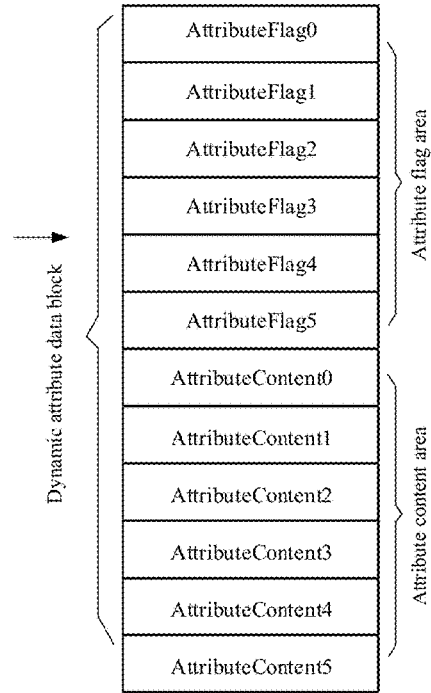 AttributeFlag0
AttributeFlag1
AttributeFlag2
AttributeFlag3
AttributeFlag4
AttributeFlag5
AttributeContent0
AttributeContent1
AttributeContent2
AttributeContent3
AttributeContent4
AttributeContent5
Dynamic attribute data block
Attribute flag area
Attribute content area